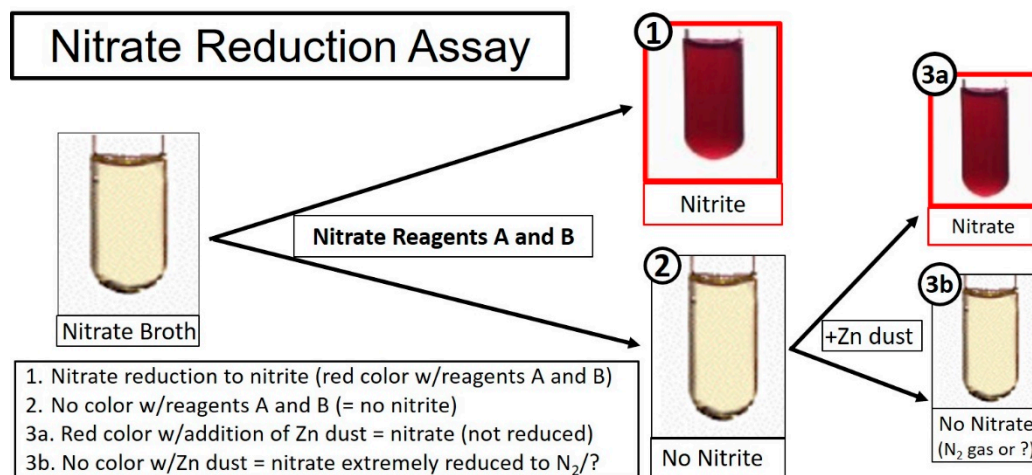 Nitrate Reduction Assay
Nitrate Broth
Nitrate Reagents A and B
1
Nitrite
2
No Nitrite
+Zn dust
3a
Nitrate
3b
No Nitrate
(N₂ gas or ?)
1. Nitrate reduction to nitrite (red color w/reagents A and B)
2. No color w/reagents A and B (= no nitrite)
3a. Red color w/addition of Zn dust = nitrate (not reduced)
3b. No color w/Zn dust = nitrate extremely reduced to N₂/?